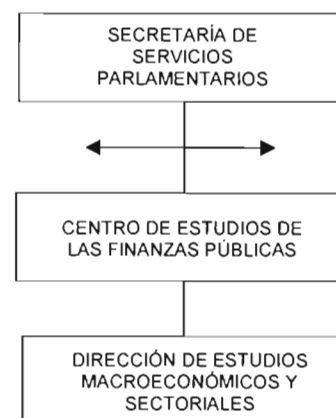 SECRETARÍA DE
SERVICIOS
PARLAMENTARIOS
CENTRO DE ESTUDIOS DE
LAS FINANZAS PÚBLICAS
DIRECCIÓN DE ESTUDIOS
MACROECONÓMICOS Y
SECTORIALES